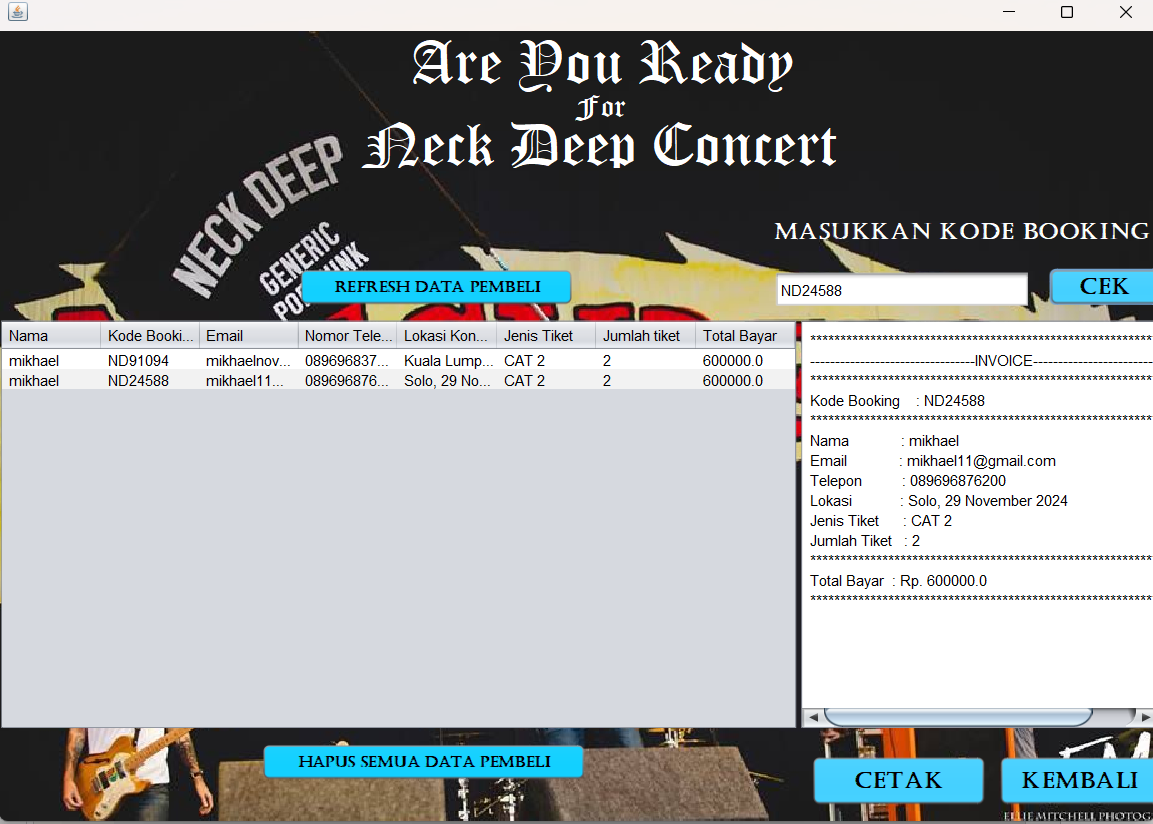 Are You Ready
For
Neck Deep Concert
NECK DEEP
GENERIC
MASUKKAN KODE BOOKING
REFRESH DATA PEMBELI
ND24588
CEK
Nama Kode Booki... Email Nomor Tele... Lokasi Kon... Jenis Tiket Jumlah tiket Total Bayar
mikhael ND91094 mikhaelnov... 089696837... Kuala Lump... CAT 2 2 600000.0
mikhael ND24588 mikhael11... 089696876... Solo, 29 No... CAT 2 2 600000.0
INVOICE
Kode Booking : ND24588
Nama : mikhael
Email : mikhael11@gmail.com
Telepon : 089696876200
Lokasi : Solo, 29 November 2024
Jenis Tiket : CAT 2
Jumlah Tiket : 2
Total Bayar : Rp. 600000.0
HAPUS SEMUA DATA PEMBELI
CETAK
KEMBALI
ELLIE MITCHELL PHOTOG